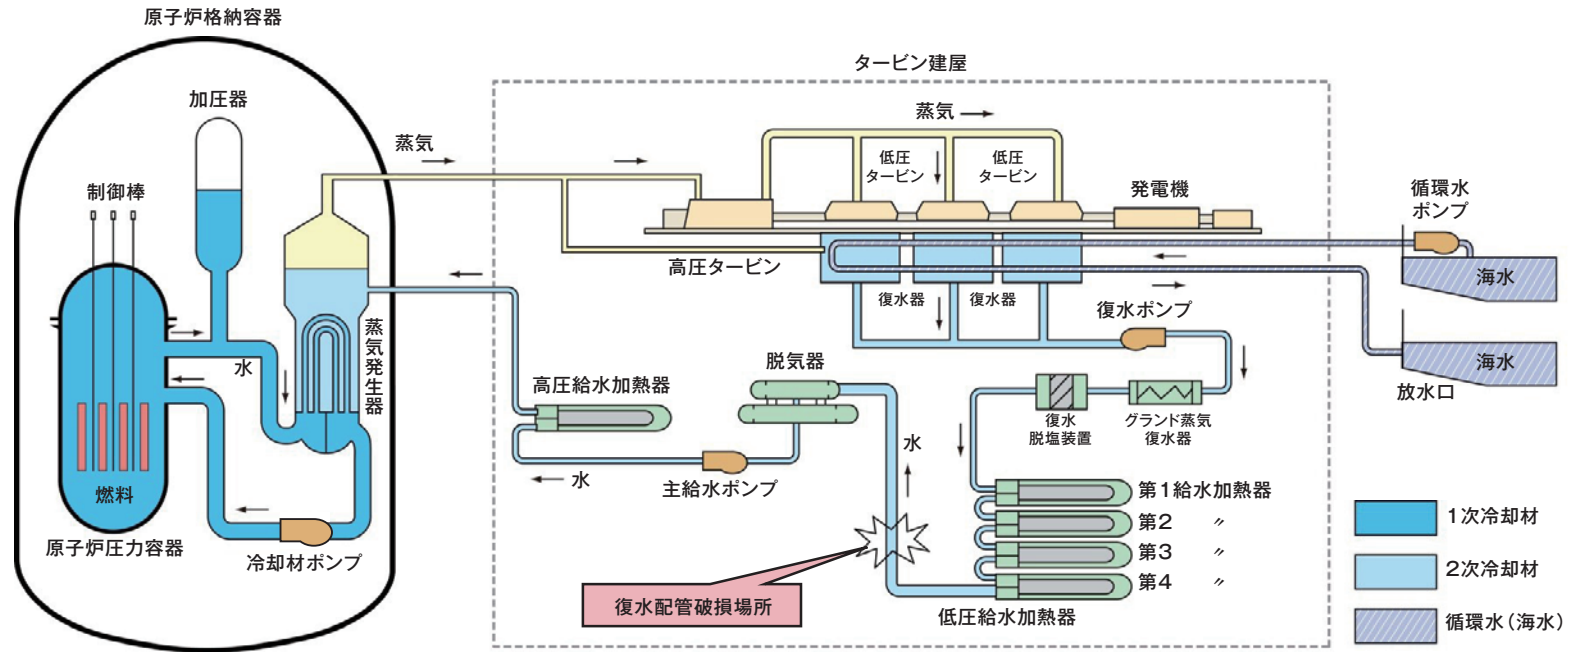 原子炉格納容器
タービン建屋
加圧器
蒸気
蒸気
低圧
タービン
低圧
タービン
発電機
循環水
ポンプ
制御棒
高圧タービン
海水
復水器
復水器
復水ポンプ
水
蒸気発生器
脱気器
高圧給水加熱器
海水
放水口
復水
脱塩装置
グランド蒸気
復水器
水
水
主給水ポンプ
燃料
第1給水加熱器
第2 〃
第3 〃
第4 〃
原子炉圧力容器
冷却材ポンプ
復水配管破損場所
低圧給水加熱器
1次冷却材
2次冷却材
循環水（海水）